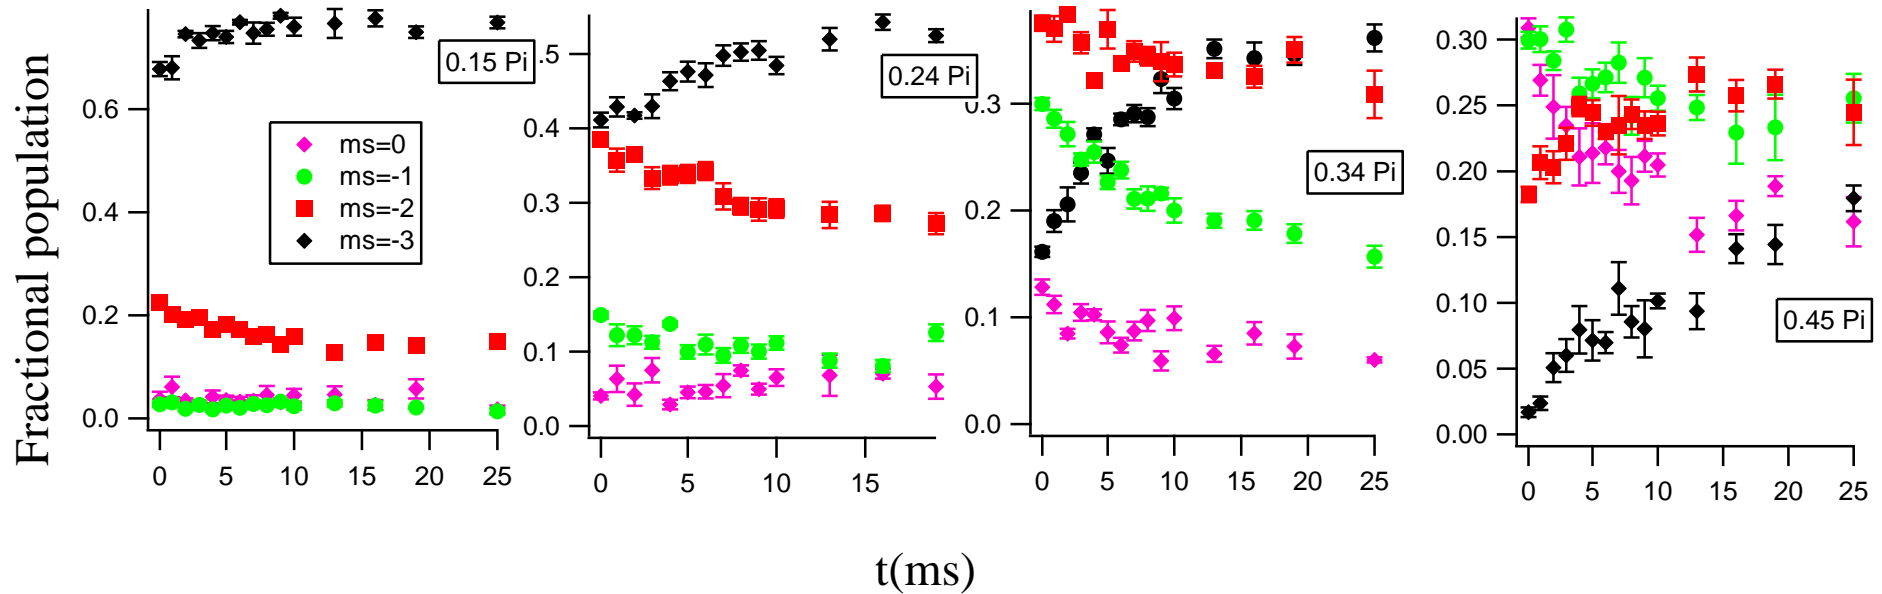 Fractional population
0.6
0.4
0.2
0.0
0 5 10 15 20 25
0.15 Pi
ms=0
ms=-1
ms=-2
ms=-3
.5
0.4
0.3
0.2
0.1
0.0
0 5 10 15
0.24 Pi
0.3
0.2
0.1
0.0
0 5 10 15 20 25
0.34 Pi
0.30
0.25
0.20
0.15
0.10
0.05
0.00
0 5 10 15 20 25
0.45 Pi
t(ms)